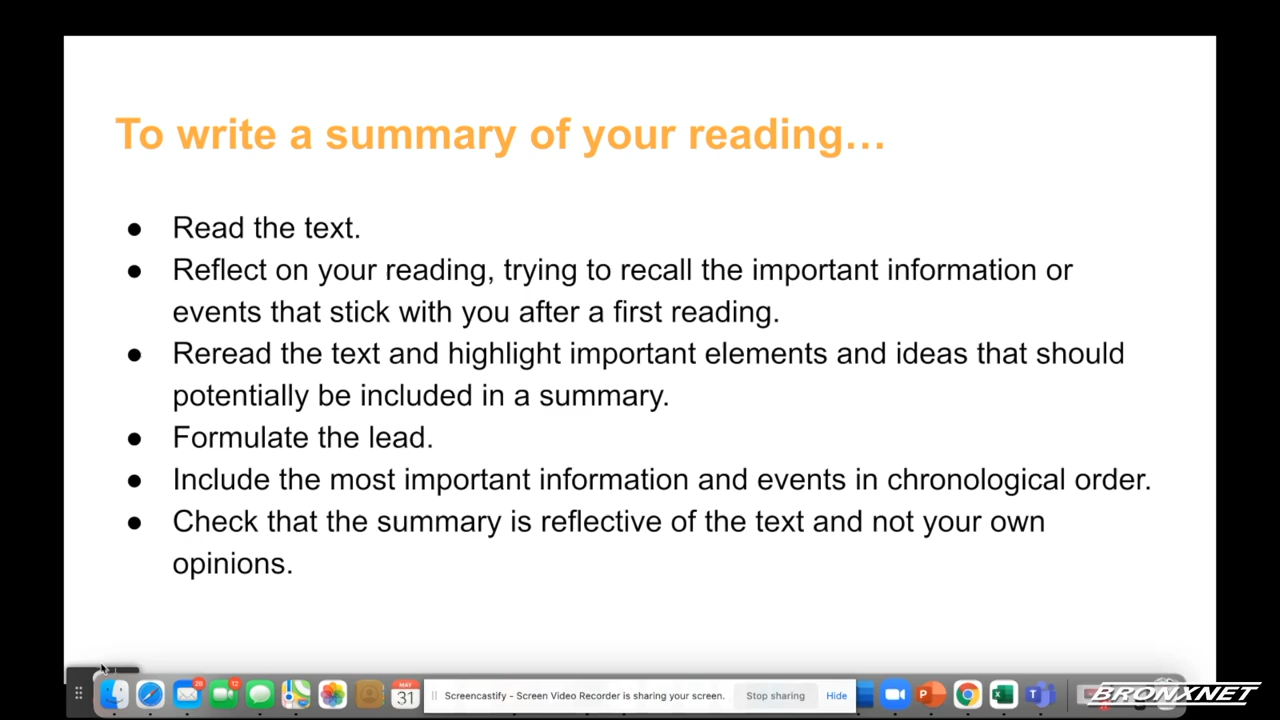 To write a summary of your reading…
● Read the text.
● Reflect on your reading, trying to recall the important information or
events that stick with you after a first reading.
● Reread the text and highlight important elements and ideas that should
potentially be included in a summary.
● Formulate the lead.
● Include the most important information and events in chronological order.
● Check that the summary is reflective of the text and not your own
opinions.
28
12
MAY
31
Screencastify - Screen Video Recorder is sharing your screen.
Stop sharing
Hide
BRONXNET